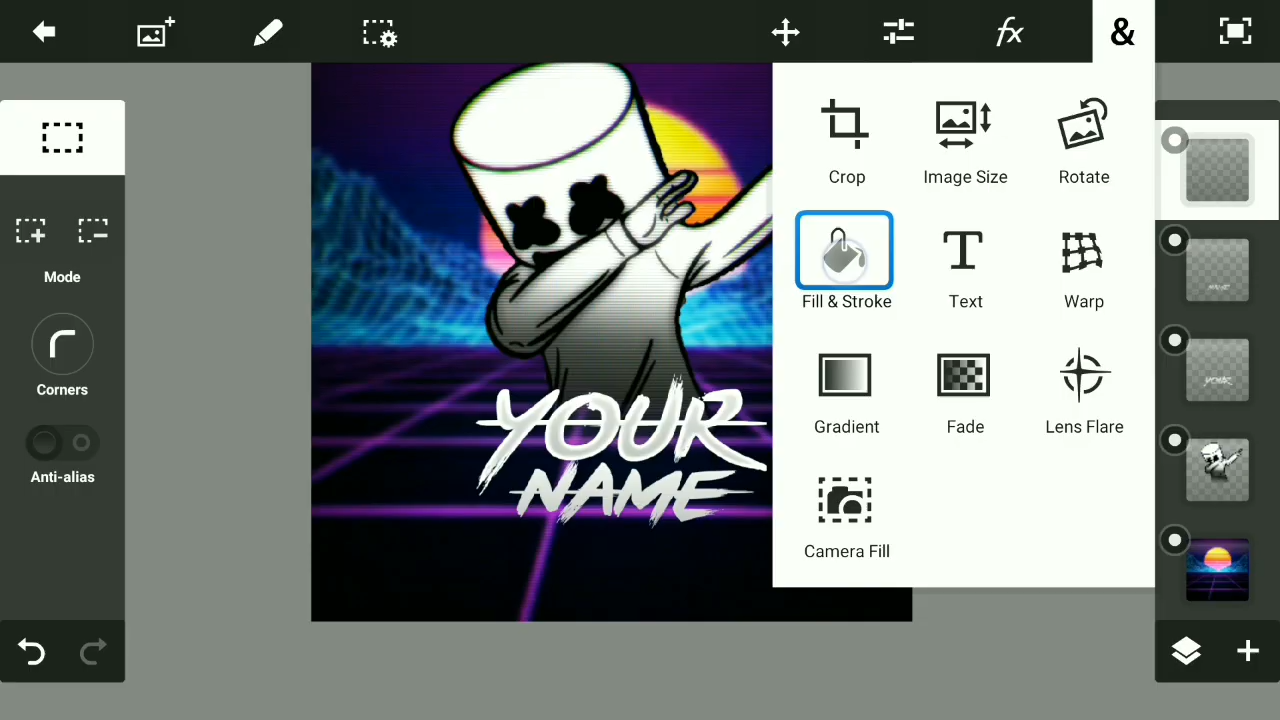 fx
&
Crop
Image Size
Rotate
Mode
Fill & Stroke
Text
Warp
Corners
Gradient
Fade
Lens Flare
Anti-alias
Camera Fill
YOUR
NAME